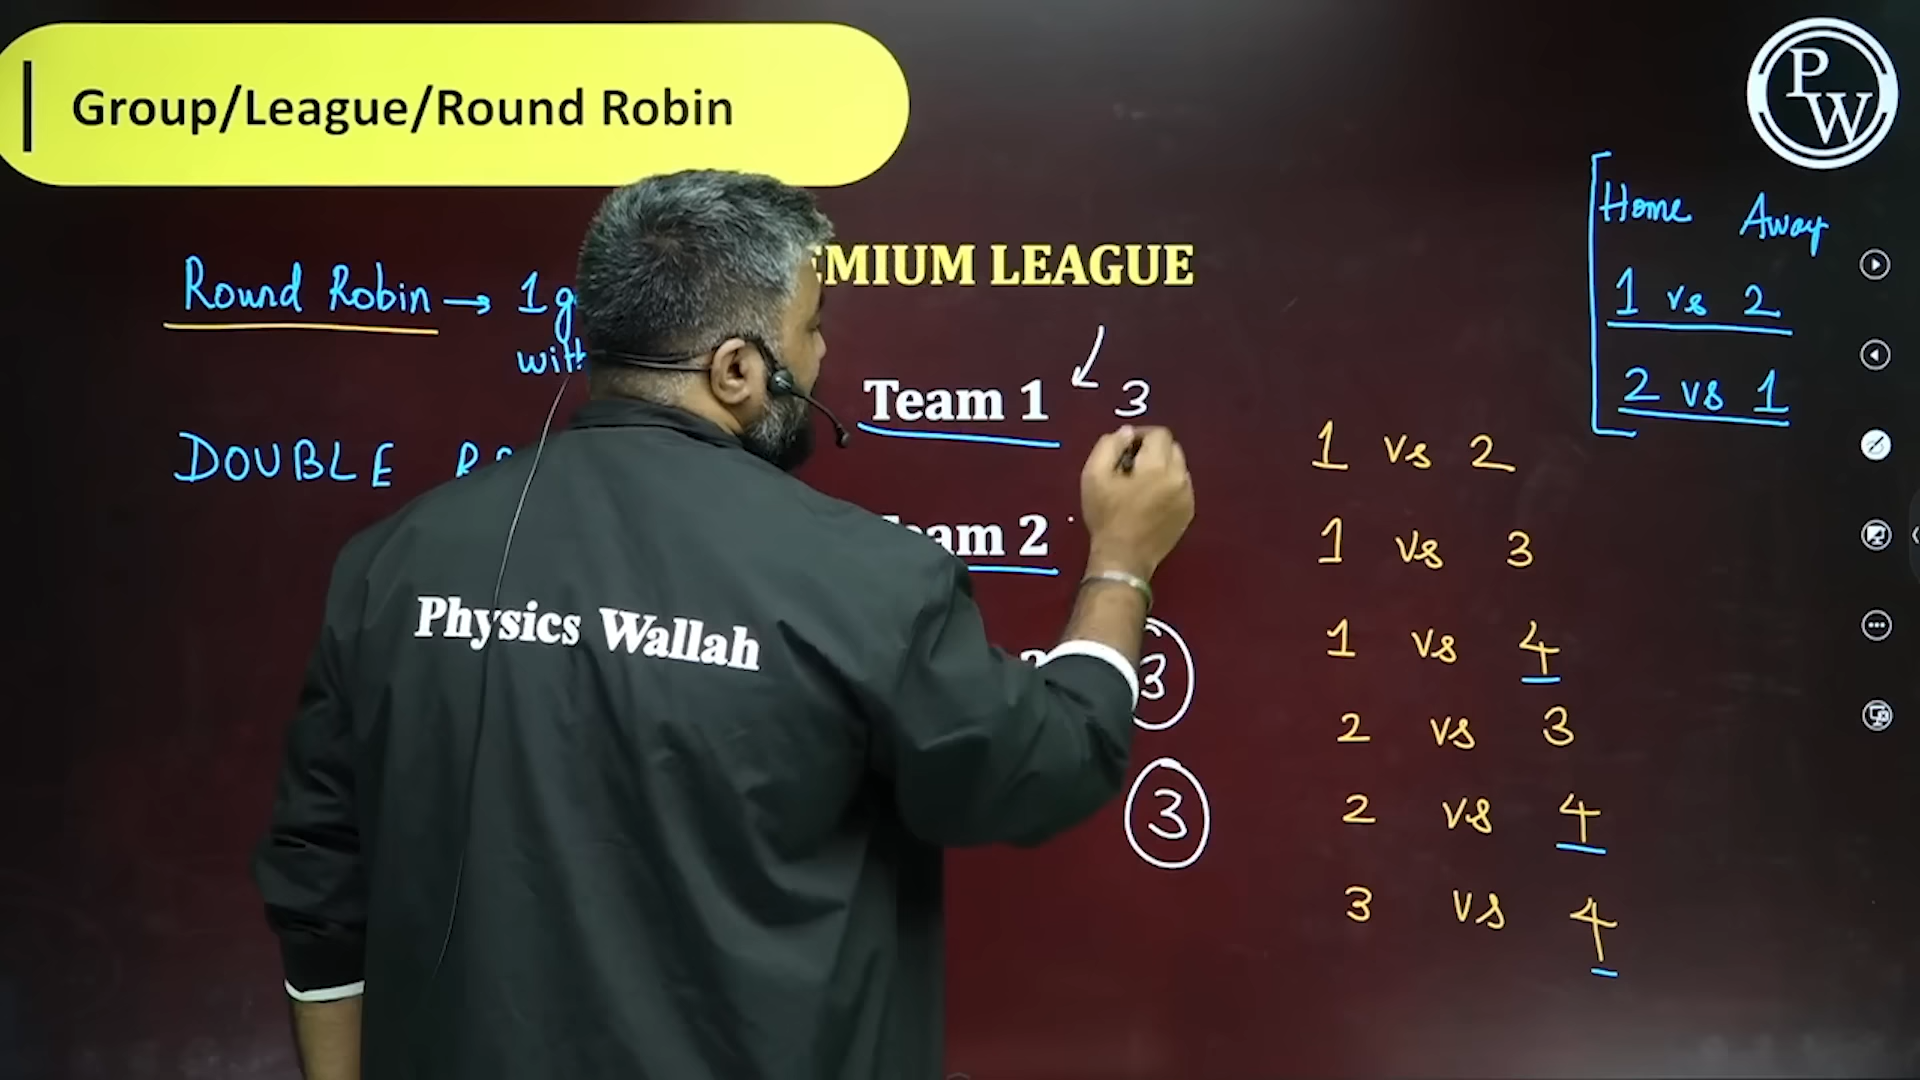 Group/League/Round Robin
PW
Home Away
1 vs 2
2 vs 1
EMIUM LEAGUE
Round Robin → 1
with
DOUBLE
Team 1 3
Team 2
3
3
1 vs 2
1 vs 3
1 vs 4
2 vs 3
2 vs 4
3 vs 4
Physics Wallah